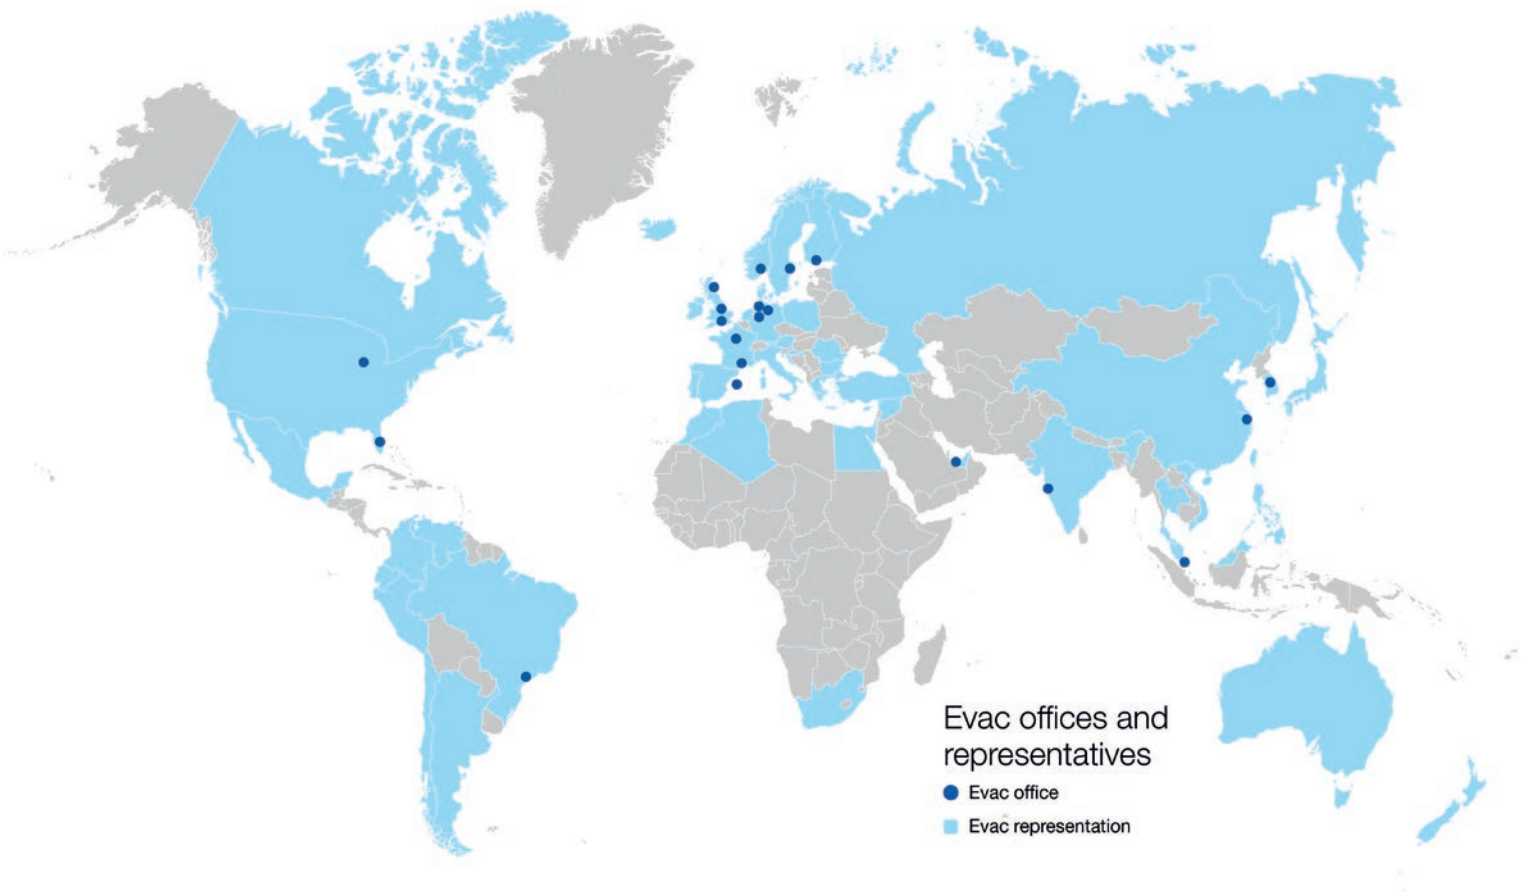 Evac offices and
representatives
Evac office
Evac representation